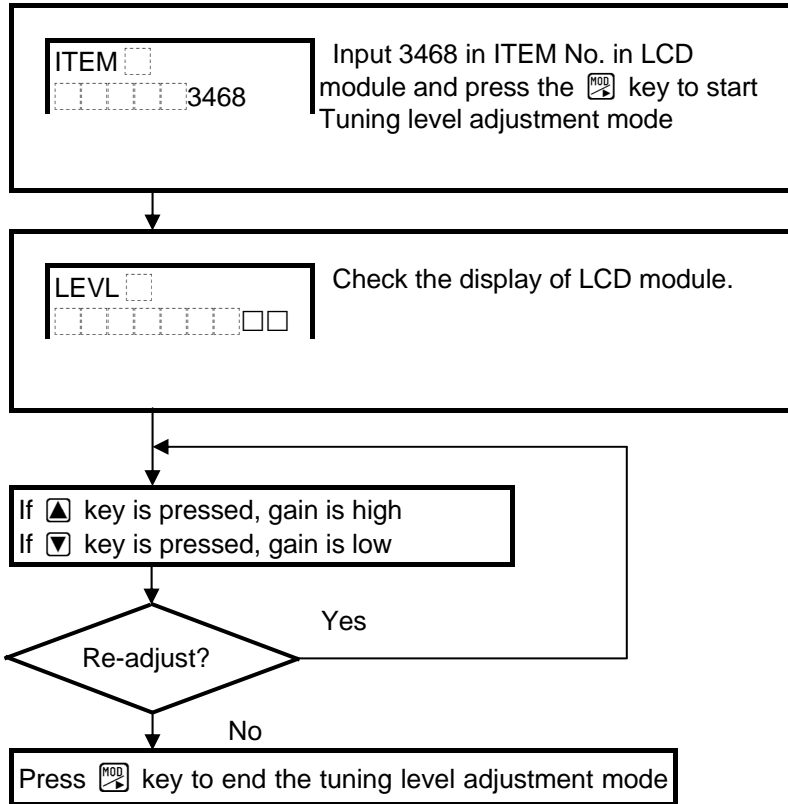 ITEM
3468
Input 3468 in ITEM No. in LCD
module and press the MOD key to start
Tuning level adjustment mode
LEVL
□□
Check the display of LCD module.
If ▲ key is pressed, gain is high
If ▼ key is pressed, gain is low
Yes
Re-adjust?
No
Press MOD key to end the tuning level adjustment mode